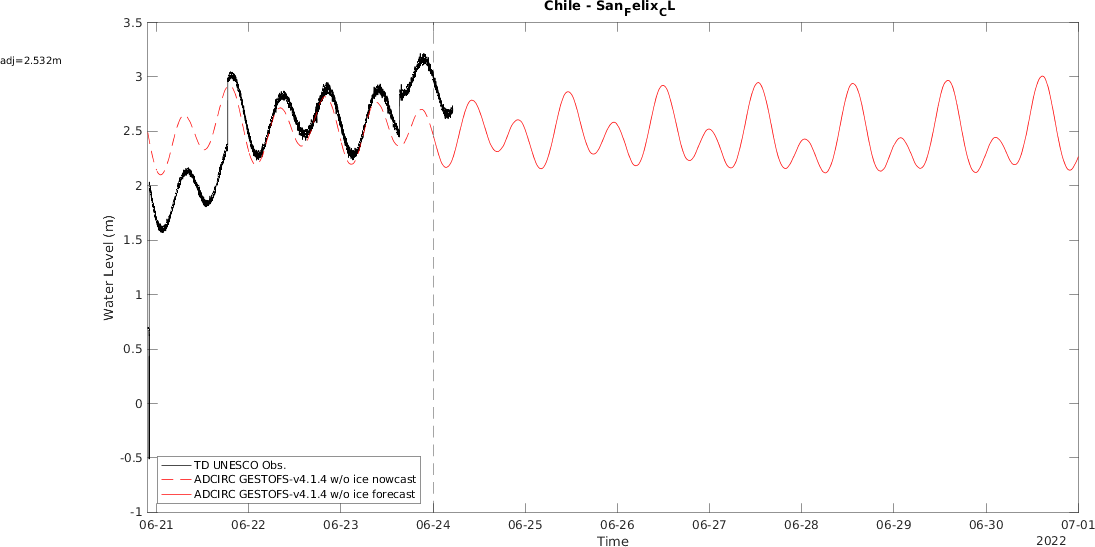 Chile - SanFelixCL
adj=2.532m
3.5
3
2.5
2
1.5
1
0.5
0
-0.5
-1
Water Level (m)
TD UNESCO Obs.
ADCIRC GESTOFS-v4.1.4 w/o ice nowcast
ADCIRC GESTOFS-v4.1.4 w/o ice forecast
06-21 06-22 06-23 06-24 06-25 06-26 06-27 06-28 06-29 06-30 07-01
Time
2022